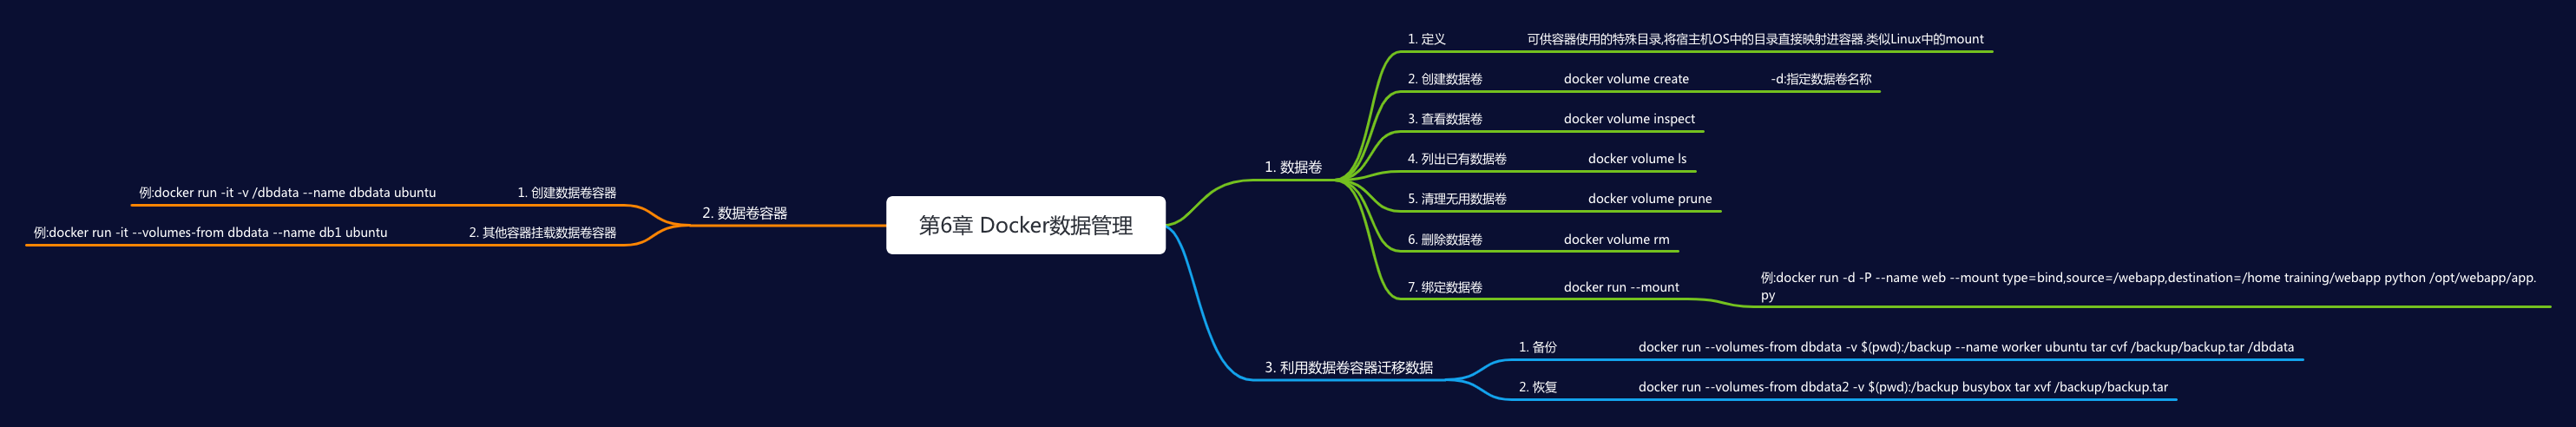 第6章 Docker数据管理
1. 数据卷
1. 定义
可供容器使用的特殊目录,将宿主机OS中的目录直接映射进容器.类似Linux中的mount
2. 创建数据卷
docker volume create
-d:指定数据卷名称
3. 查看数据卷
docker volume inspect
4. 列出已有数据卷
docker volume ls
5. 清理无用数据卷
docker volume prune
6. 删除数据卷
docker volume rm
7. 绑定数据卷
docker run --mount
例:docker run -d -P --name web --mount type=bind,source=/webapp,destination=/home training/webapp python /opt/webapp/app.
py
2. 数据卷容器
1. 创建数据卷容器
例:docker run -it -v /dbdata --name dbdata ubuntu
2. 其他容器挂载数据卷容器
例:docker run -it --volumes-from dbdata --name db1 ubuntu
3. 利用数据卷容器迁移数据
1. 备份
docker run --volumes-from dbdata -v $(pwd):/backup --name worker ubuntu tar cvf /backup/backup.tar /dbdata
2. 恢复
docker run --volumes-from dbdata2 -v $(pwd):/backup busybox tar xvf /backup/backup.tar